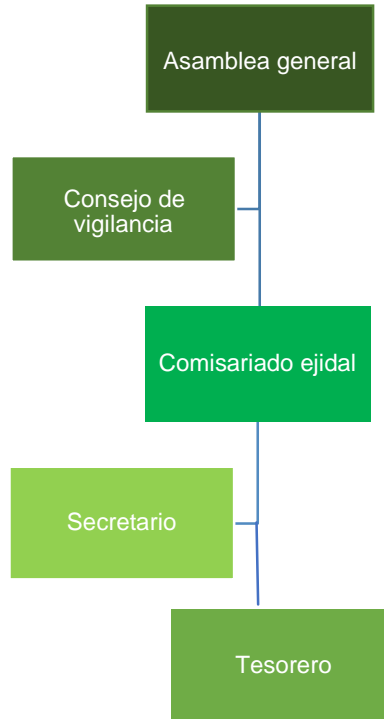 Asamblea general
Consejo de
vigilancia
Comisariado ejidal
Secretario
Tesorero